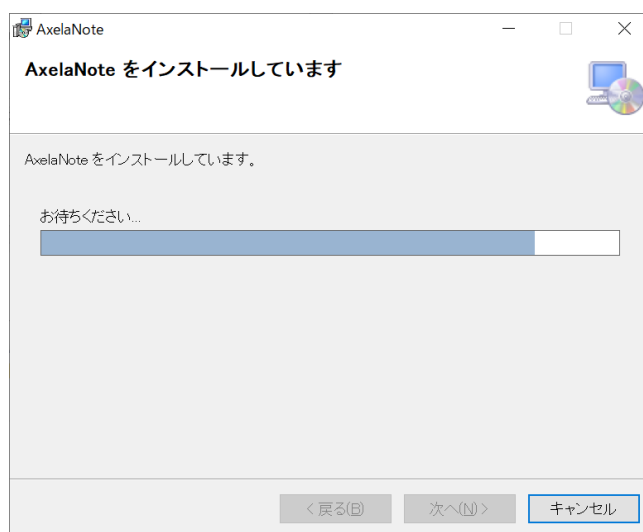 AxelaNote
AxelaNote をインストールしています
AxelaNote をインストールしています。
お待ちください...
< 戻る(B)
次へ(N) >
キャンセル